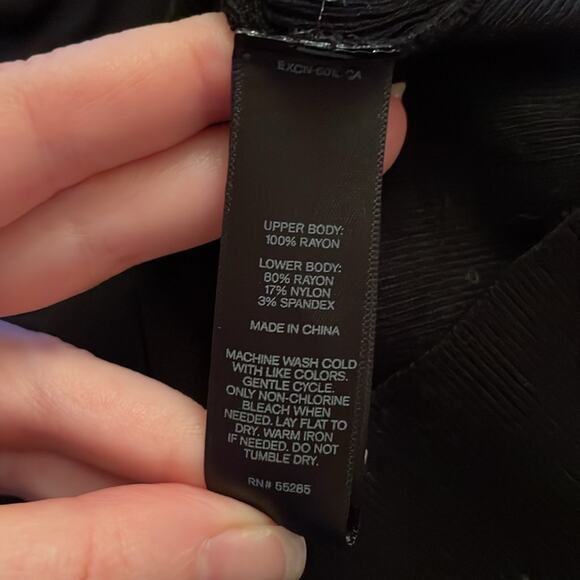 UPPER BODY:
100% RAYON
LOWER BODY:
80% RAYON
17% NYLON
3% SPANDEX
MADE IN CHINA
MACHINE WASH COLD
WITH LIKE COLORS.
GENTLE CYCLE.
ONLY NON-CHLORINE
BLEACH WHEN
NEEDED. LAY FLAT TO
DRY. WARM IRON
IF NEEDED. DO NOT
TUMBLE DRY.
RN# 55285